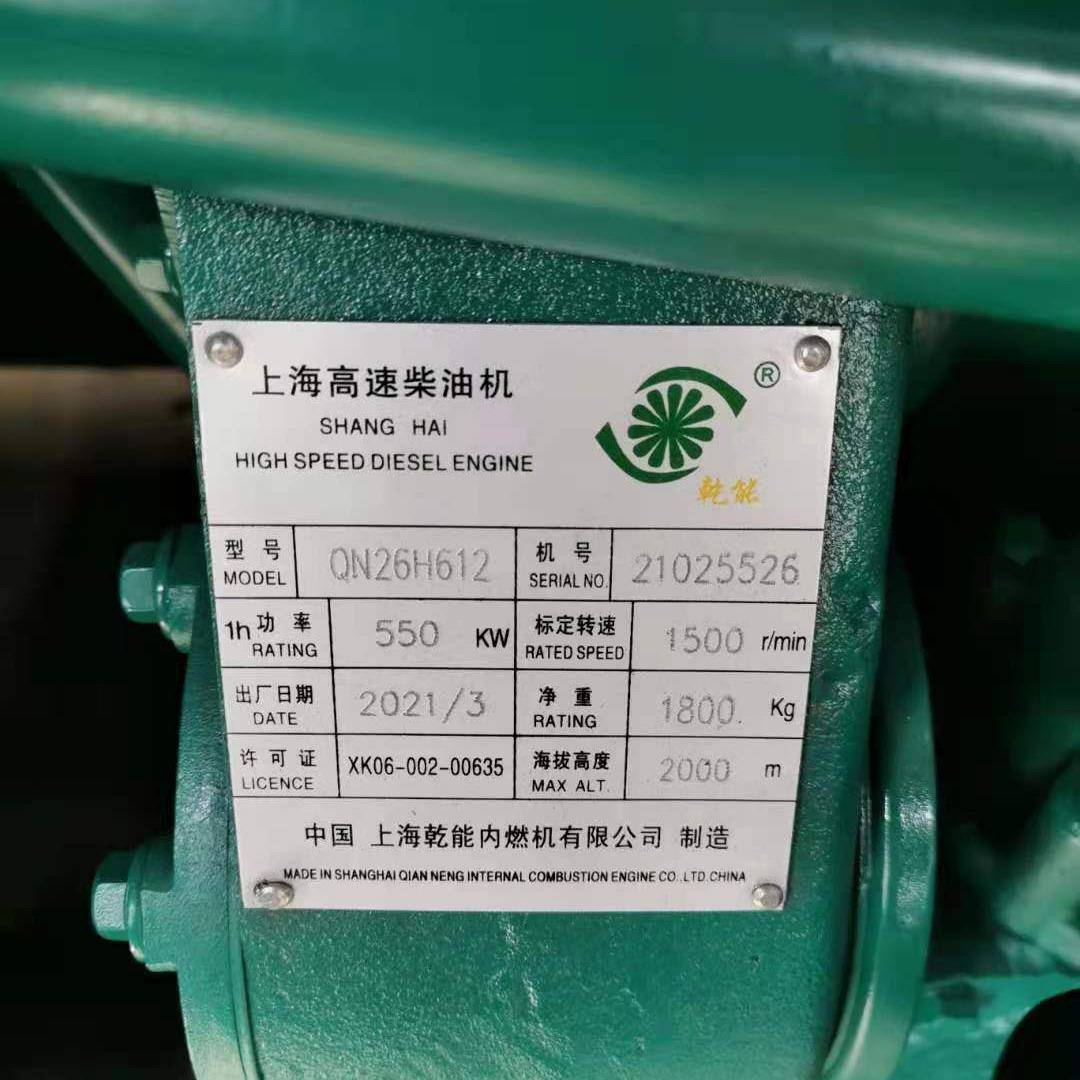 上海高速柴油机
SHANG HAI
HIGH SPEED DIESEL ENGINE
®
乾能
型号 MODEL QN26H612 机号 SERIAL NO. 21025526
1h 功率 RATING 550 KW 标定转速 RATED SPEED 1500 r/min
出厂日期 DATE 2021/3 净重 RATING 1800. Kg
许可证 LICENCE XK06-002-00635 海拔高度 MAX ALT. 2000 m
中国 上海乾能内燃机有限公司 制造
MADE IN SHANGHAI QIAN NENG INTERNAL COMBUSTION ENGINE CO.,LTD.CHINA